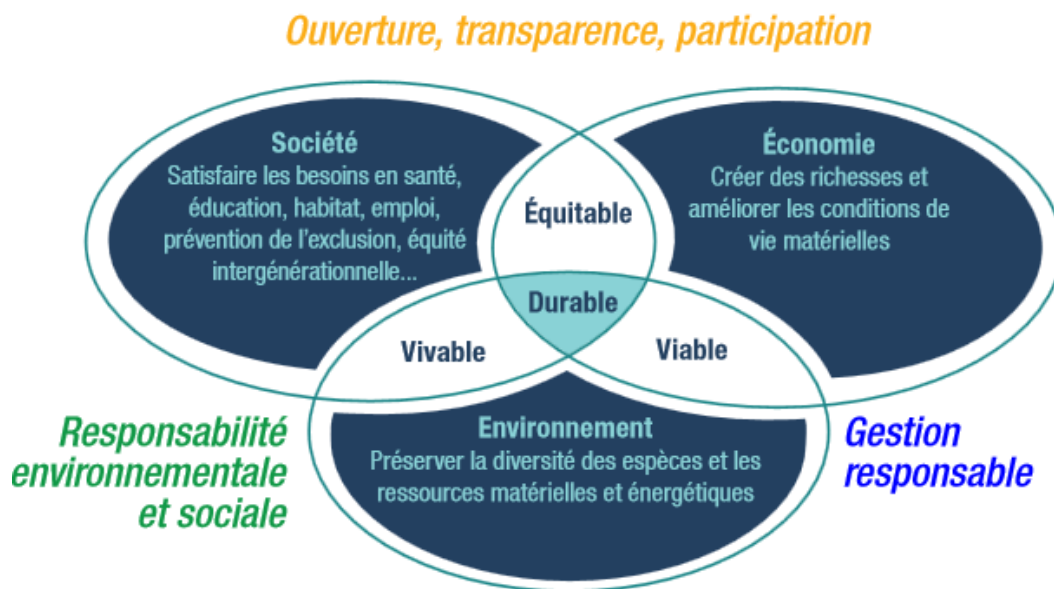 Ouverture, transparence, participation
Société
Satisfaire les besoins en santé,
éducation, habitat, emploi,
prévention de l'exclusion, équité
intergénérationnelle...
Économie
Créer des richesses et
améliorer les conditions de
vie matérielles
Équitable
Durable
Vivable
Viable
Environnement
Préserver la diversité des espèces et les
ressources matérielles et énergétiques
Responsabilité
environnementale
et sociale
Gestion
responsable